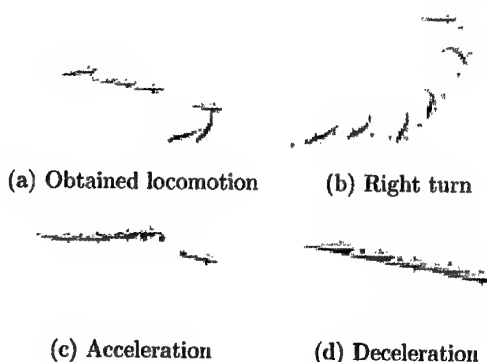 (a) Obtained locomotion
(b) Right turn
(c) Acceleration
(d) Deceleration